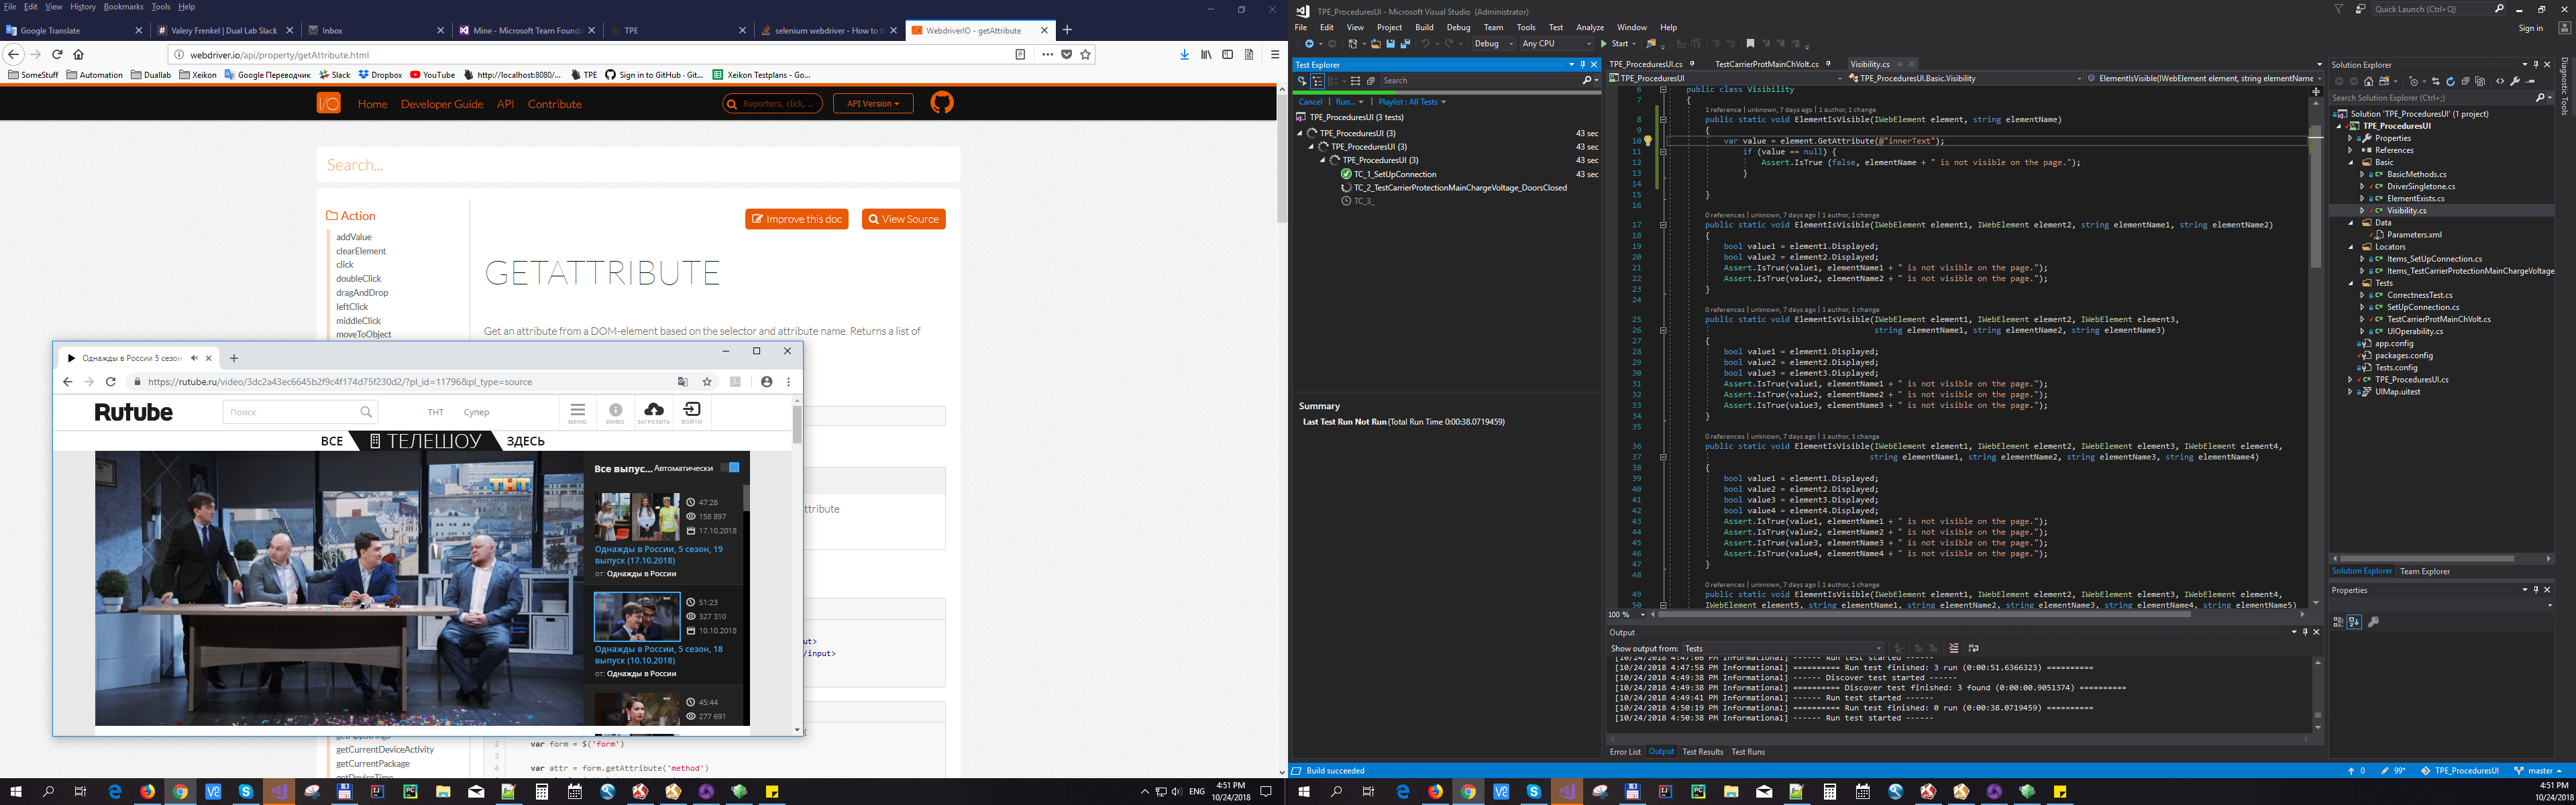 File Edit View History Bookmarks Tools Help
Google Translate
Valery Frenkel | Dual Lab Slack
Inbox
Mine - Microsoft Team Founda
TPE
selenium webdriver - How to t
WebdriverIO - getAttribute
webdriver.io/api/property/getAttribute.html
SomeStuff Automation Duallab Xeikon Google Переводчик Slack Dropbox YouTube http://localhost:8080/... TPE Sign in to GitHub · Git... Xeikon Testplans - Go...
Home Developer Guide API Contribute
Reporters, click, ...
API Version
Search...
Action
addValue
clearElement
click
doubleClick
dragAndDrop
leftClick
middleClick
moveToObject
Improve this doc
View Source
GETATTRIBUTE
Get an attribute from a DOM-element based on the selector and attribute name. Returns a list of
ttribute
ut>
/input>
getCurrentDeviceActivity
getCurrentPackage
getDeviceTime
2 var form = $('form')
3
4 var attr = form.getAttribute('method')
Однажды в России 5 сезон
https://rutube.ru/video/3dc2a43ec6645b2f9c4f174d75f230d2/?pl_id=11796&pl_type=source
Rutube
Поиск
ТНТ Супер
МЕНЮ ИНФО ЗАГРУЗИТЬ ВОЙТИ
ВСЕ ТЕЛЕШОУ ЗДЕСЬ
ТНТ
Все выпус... Автоматически
47:28
158 897
17.10.2018
Однажды в России, 5 сезон, 19
выпуск (17.10.2018)
от: Однажды в России
51:23
327 310
10.10.2018
Однажды в России, 5 сезон, 18
выпуск (10.10.2018)
от: Однажды в России
45:44
277 691
ENG
4:51 PM
10/24/2018
TPE_ProceduresUI - Microsoft Visual Studio (Administrator)
Quick Launch (Ctrl+Q)
File Edit View Project Build Debug Team Tools Test Analyze Window Help
Sign in
Debug Any CPU Start
Test Explorer
Search
Cancel | Run... | Playlist : All Tests
TPE_ProceduresUI (3 tests)
TPE_ProceduresUI (3) 43 sec
TPE_ProceduresUI (3) 43 sec
TPE_ProceduresUI (3) 43 sec
TC_1_SetUpConnection 43 sec
TC_2_TestCarrierProtectionMainChargeVoltage_DoorsClosed
TC_3_
Summary
Last Test Run Not Run (Total Run Time 0:00:38.0719459)
TPE_ProceduresUI.cs TestCarrierProtMainChVolt.cs Visibility.cs
TPE_ProceduresUI TPE_ProceduresUI.Basic.Visibility ElementIsVisible(IWebElement element, string elementName
6 public class Visibility
7 {
1 reference | unknown, 7 days ago | 1 author, 1 change
8 public static void ElementIsVisible(IWebElement element, string elementName)
9 {
10 var value = element.GetAttribute(@"innerText");
11 if (value == null) {
12 Assert.IsTrue (false, elementName + " is not visible on the page.");
13 }
14
15 }
16
0 references | unknown, 7 days ago | 1 author, 1 change
17 public static void ElementIsVisible(IWebElement element1, IWebElement element2, string elementName1, string elementName2)
18 {
19 bool value1 = element1.Displayed;
20 bool value2 = element2.Displayed;
21 Assert.IsTrue(value1, elementName1 + " is not visible on the page.");
22 Assert.IsTrue(value2, elementName2 + " is not visible on the page.");
23 }
24
0 references | unknown, 7 days ago | 1 author, 1 change
25 public static void ElementIsVisible(IWebElement element1, IWebElement element2, IWebElement element3,
26 string elementName1, string elementName2, string elementName3)
27 {
28 bool value1 = element1.Displayed;
29 bool value2 = element2.Displayed;
30 bool value3 = element3.Displayed;
31 Assert.IsTrue(value1, elementName1 + " is not visible on the page.");
32 Assert.IsTrue(value2, elementName2 + " is not visible on the page.");
33 Assert.IsTrue(value3, elementName3 + " is not visible on the page.");
34 }
35
0 references | unknown, 7 days ago | 1 author, 1 change
36 public static void ElementIsVisible(IWebElement element1, IWebElement element2, IWebElement element3, IWebElement element4,
37 string elementName1, string elementName2, string elementName3, string elementName4)
38 {
39 bool value1 = element1.Displayed;
40 bool value2 = element2.Displayed;
41 bool value3 = element3.Displayed;
42 bool value4 = element4.Displayed;
43 Assert.IsTrue(value1, elementName1 + " is not visible on the page.");
44 Assert.IsTrue(value2, elementName2 + " is not visible on the page.");
45 Assert.IsTrue(value3, elementName3 + " is not visible on the page.");
46 Assert.IsTrue(value4, elementName4 + " is not visible on the page.");
47 }
48
0 references | unknown, 7 days ago | 1 author, 1 change
49 public static void ElementIsVisible(IWebElement element1, IWebElement element2, IWebElement element3, IWebElement element4,
50 IWebElement element5, string elementName1, string elementName2, string elementName3, string elementName4, string elementName5)
100 %
Output
Show output from: Tests
[10/24/2018 4:47:06 PM Informational] ------ Run test started ------
[10/24/2018 4:47:58 PM Informational] ========== Run test finished: 3 run (0:00:51.6366323) ==========
[10/24/2018 4:49:38 PM Informational] ------ Discover test started ------
[10/24/2018 4:49:38 PM Informational] ========== Discover test finished: 3 found (0:00:00.9051374) ==========
[10/24/2018 4:49:41 PM Informational] ------ Run test started ------
[10/24/2018 4:50:19 PM Informational] ========== Run test finished: 0 run (0:00:38.0719459) ==========
[10/24/2018 4:50:38 PM Informational] ------ Run test started ------
Error List Output Test Results Test Runs
Solution Explorer
Search Solution Explorer (Ctrl+;)
Solution 'TPE_ProceduresUI' (1 project)
TPE_ProceduresUI
Properties
References
Basic
BasicMethods.cs
DriverSingletone.cs
ElementExists.cs
Visibility.cs
Data
Parameters.xml
Locators
Items_SetUpConnection.cs
Items_TestCarrierProtectionMainChargeVoltage
Tests
CorrectnessTest.cs
SetUpConnection.cs
TestCarrierProtMainChVolt.cs
UIOperability.cs
app.config
packages.config
Tests.config
TPE_ProceduresUI.cs
UIMap.uitest
Solution Explorer Team Explorer
Properties
Diagnostic Tools
Build succeeded
0 99* TPE_ProceduresUI master
4:51 PM
10/24/2018